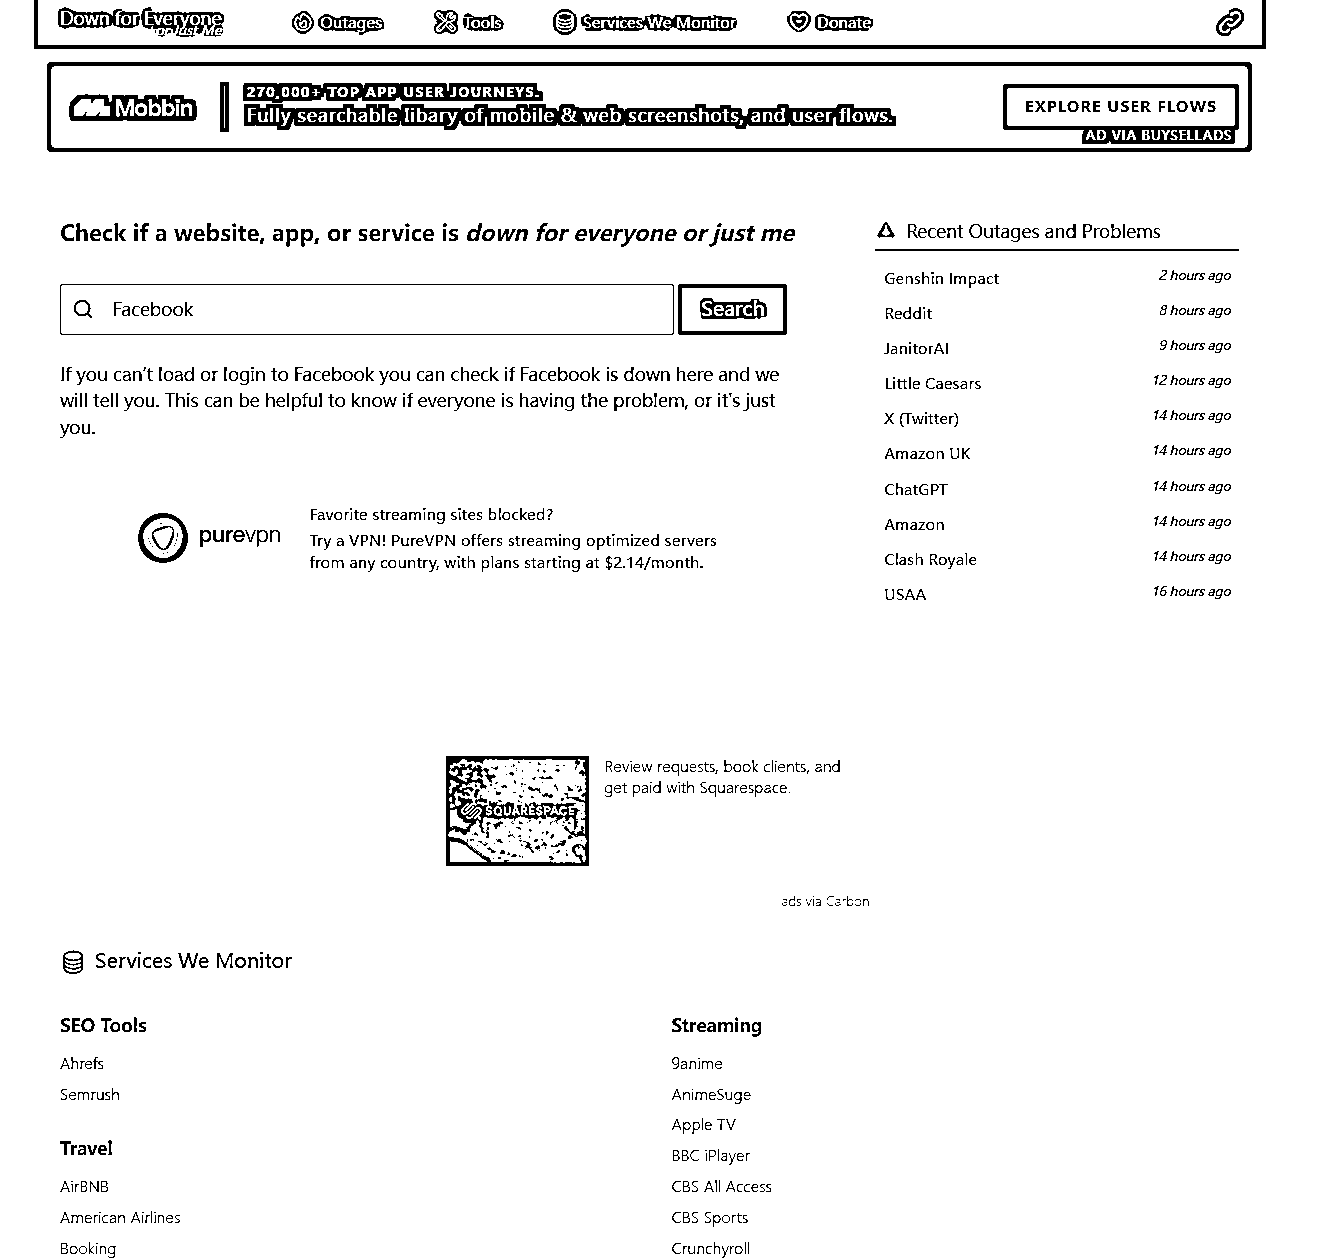 Down for Everyone
or Just Me
Outages
Tools
Services We Monitor
Donate
Mobbin
270,000+ TOP APP USER JOURNEYS.
Fully searchable libary of mobile & web screenshots, and user flows.
EXPLORE USER FLOWS
AD VIA BUYSELLADS
Check if a website, app, or service is down for everyone or just me
Facebook
Search
If you can't load or login to Facebook you can check if Facebook is down here and we
will tell you. This can be helpful to know if everyone is having the problem, or it's just
you.
purevpn
Favorite streaming sites blocked?
Try a VPN! PureVPN offers streaming optimized servers
from any country, with plans starting at $2.14/month.
Recent Outages and Problems
Genshin Impact 2 hours ago
Reddit 8 hours ago
JanitorAI 9 hours ago
Little Caesars 12 hours ago
X (Twitter) 14 hours ago
Amazon UK 14 hours ago
ChatGPT 14 hours ago
Amazon 14 hours ago
Clash Royale 14 hours ago
USAA 16 hours ago
SQUARESPACE
Review requests, book clients, and
get paid with Squarespace.
ads via Carbon
Services We Monitor
SEO Tools
Ahrefs
Semrush
Travel
AirBNB
American Airlines
Booking
Streaming
9anime
AnimeSuge
Apple TV
BBC iPlayer
CBS All Access
CBS Sports
Crunchyroll